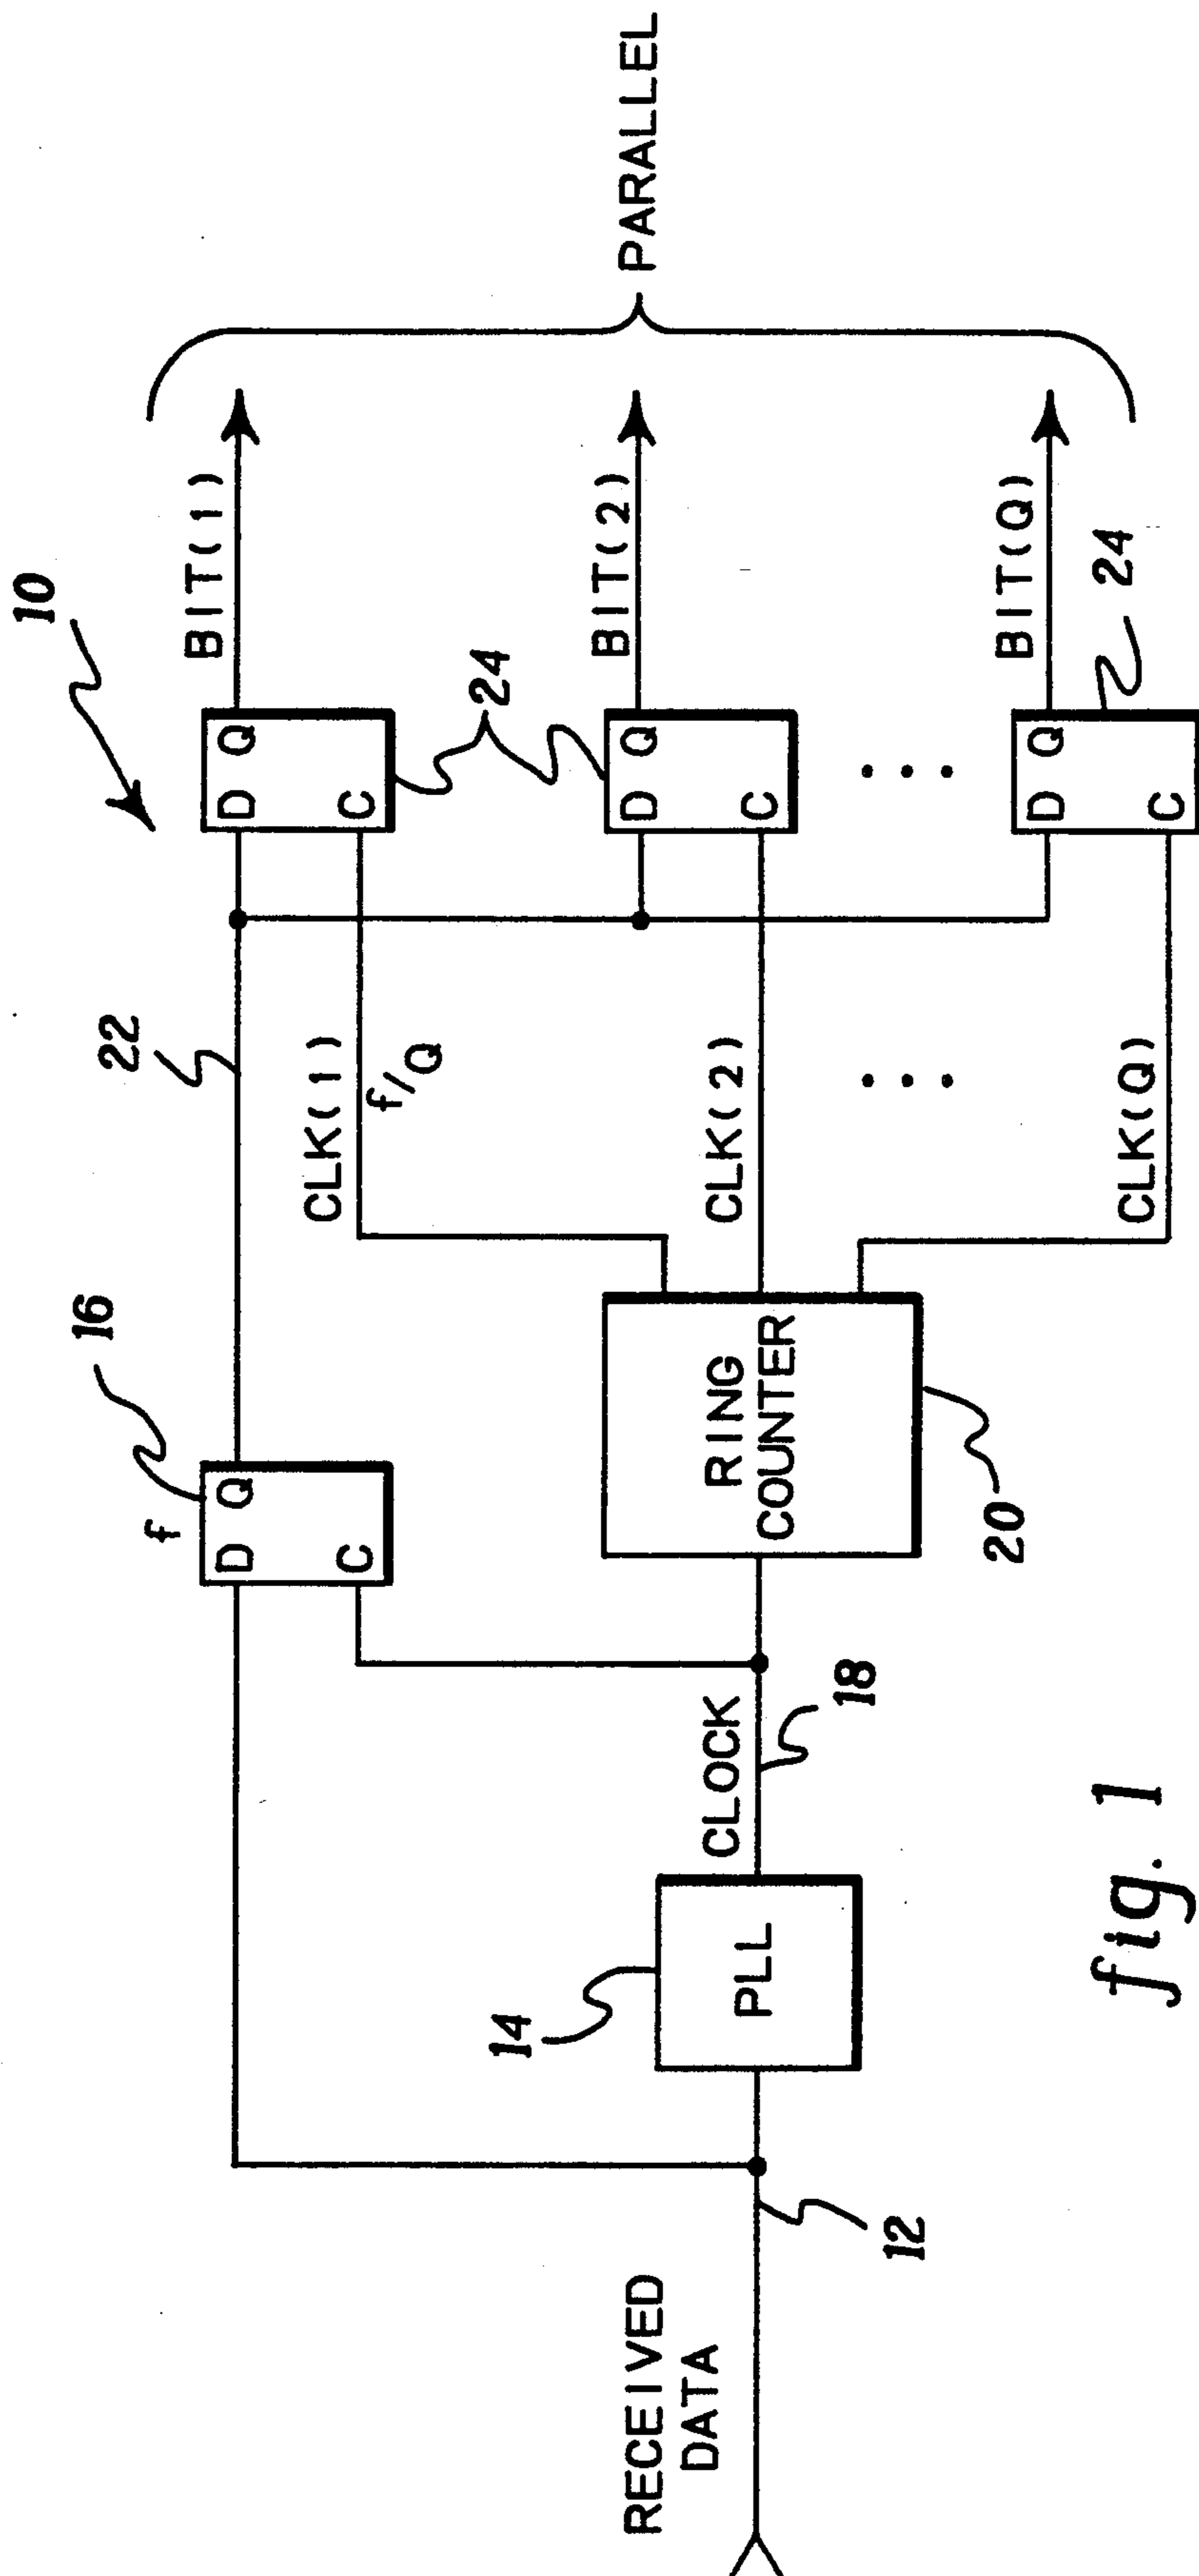 10
16
f
D Q
C
22
D Q
C
BIT(1)
CLK(1)
f/Q
24
RECEIVED
DATA
12
14
PLL
CLOCK
18
RING
COUNTER
20
CLK(2)
D Q
C
BIT(2)
PARALLEL
CLK(Q)
D Q
C
BIT(Q)
24
fig. 1